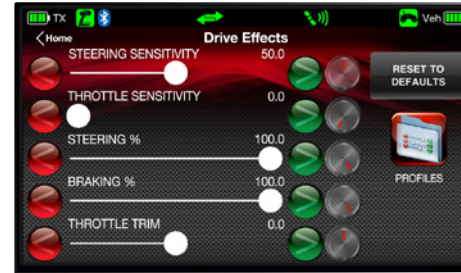 TX
Veh
Home
Drive Effects
STEERING SENSITIVITY 50.0
THROTTLE SENSITIVITY 0.0
STEERING % 100.0
BRAKING % 100.0
THROTTLE TRIM 0.0
RESET TO
DEFAULTS
PROFILES